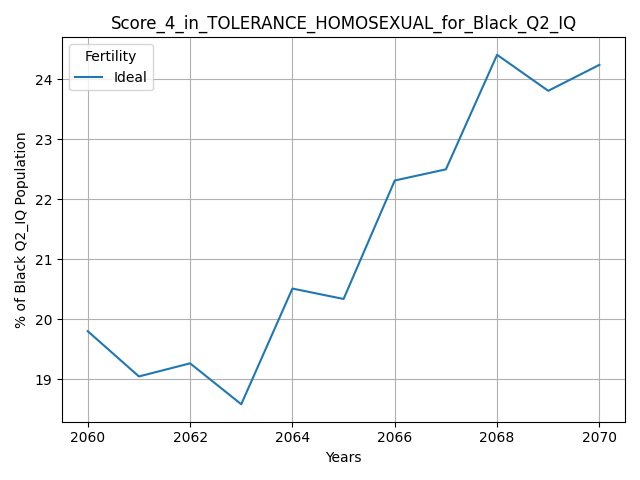 Score_4_in_TOLERANCE_HOMOSEXUAL_for_Black_Q2_IQ
Fertility
Ideal
% of Black Q2_IQ Population
24
23
22
21
20
19
2060
2062
2064
2066
2068
2070
Years